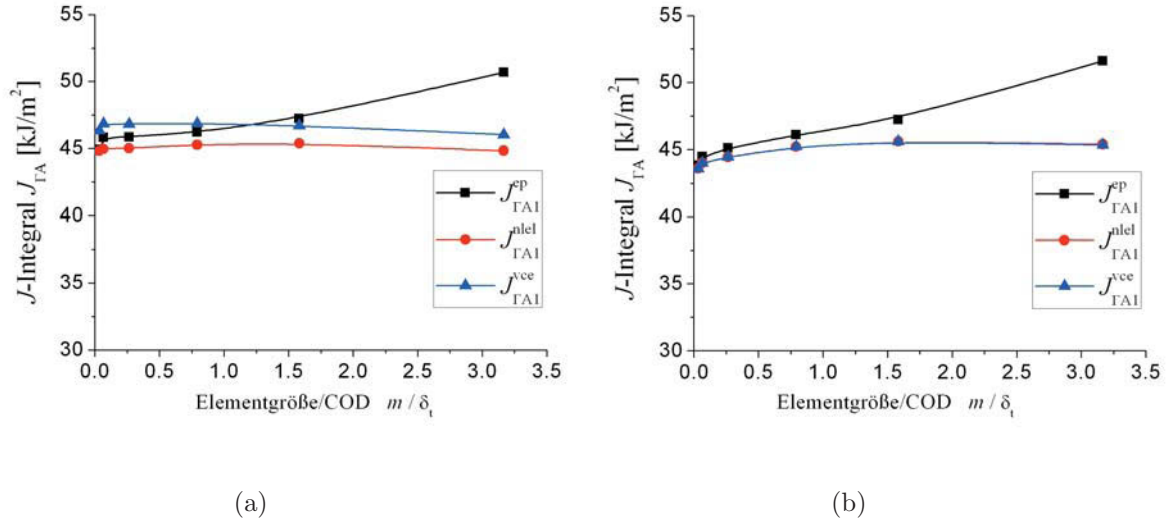 55
50
45
40
35
30
J-Integral J_ΓA [kJ/m²]
J^ep_ΓA1
J^nlel_ΓA1
J^vce_ΓA1
0.0 0.5 1.0 1.5 2.0 2.5 3.0 3.5
Elementgröße/COD m / δ_t
(a)
55
50
45
40
35
30
J-Integral J_ΓA [kJ/m²]
J^ep_ΓA1
J^nlel_ΓA1
J^vce_ΓA1
0.0 0.5 1.0 1.5 2.0 2.5 3.0 3.5
Elementgröße/COD m / δ_t
(b)